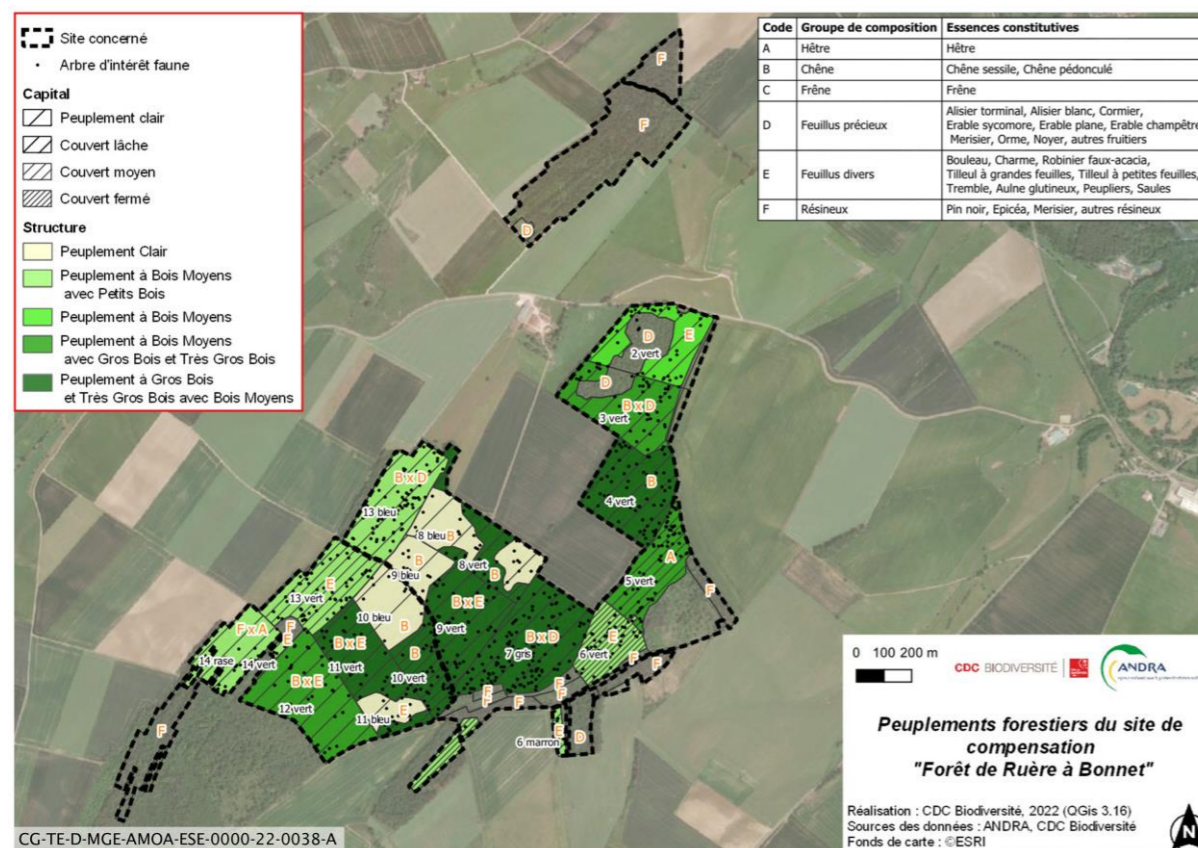 Site concerné
Arbre d'intérêt faune
Capital
Peuplement clair
Couvert lâche
Couvert moyen
Couvert fermé
Structure
Peuplement Clair
Peuplement à Bois Moyens
avec Petits Bois
Peuplement à Bois Moyens
Peuplement à Bois Moyens
avec Gros Bois et Très Gros Bois
Peuplement à Gros Bois
et Très Gros Bois avec Bois Moyens
Code Groupe de composition Essences constitutives
A Hêtre Hêtre
B Chêne Chêne sessile, Chêne pédonculé
C Frêne Frêne
D Feuillus précieux Alisier torminal, Alisier blanc, Cormier,
Erable sycomore, Erable plane, Erable champêtre
Merisier, Orme, Noyer, autres fruitiers
E Feuillus divers Bouleau, Charme, Robinier faux-acacia,
Tilleul à grandes feuilles, Tilleul à petites feuilles,
Tremble, Aulne glutineux, Peupliers, Saules
F Résineux Pin noir, Epicéa, Merisier, autres résineux
F
F
D
D
E
2 vert
D
B x D
3 vert
B
4 vert
A
5 vert
F
B x D
13 bleu
8 bleu
B
8 vert
B
B
9 bleu
E
13 vert
B x E
9 vert
10 bleu
B
F x A
F
E
14 rase
14 vert
B x E
11 vert
B
10 vert
B x D
7 gris
E
6 vert
F
F
B x E
12 vert
11 bleu
E
F
F
F
F
F
F
E
6 marron
D
F
0 100 200 m
CDC BIODIVERSITÉ
ANDRA
Peuplements forestiers du site de
compensation
"Forêt de Ruère à Bonnet"
Réalisation : CDC Biodiversité, 2022 (QGis 3.16)
Sources des données : ANDRA, CDC Biodiversité
Fonds de carte : ©ESRI
N
CG-TE-D-MGE-AMOA-ESE-0000-22-0038-A